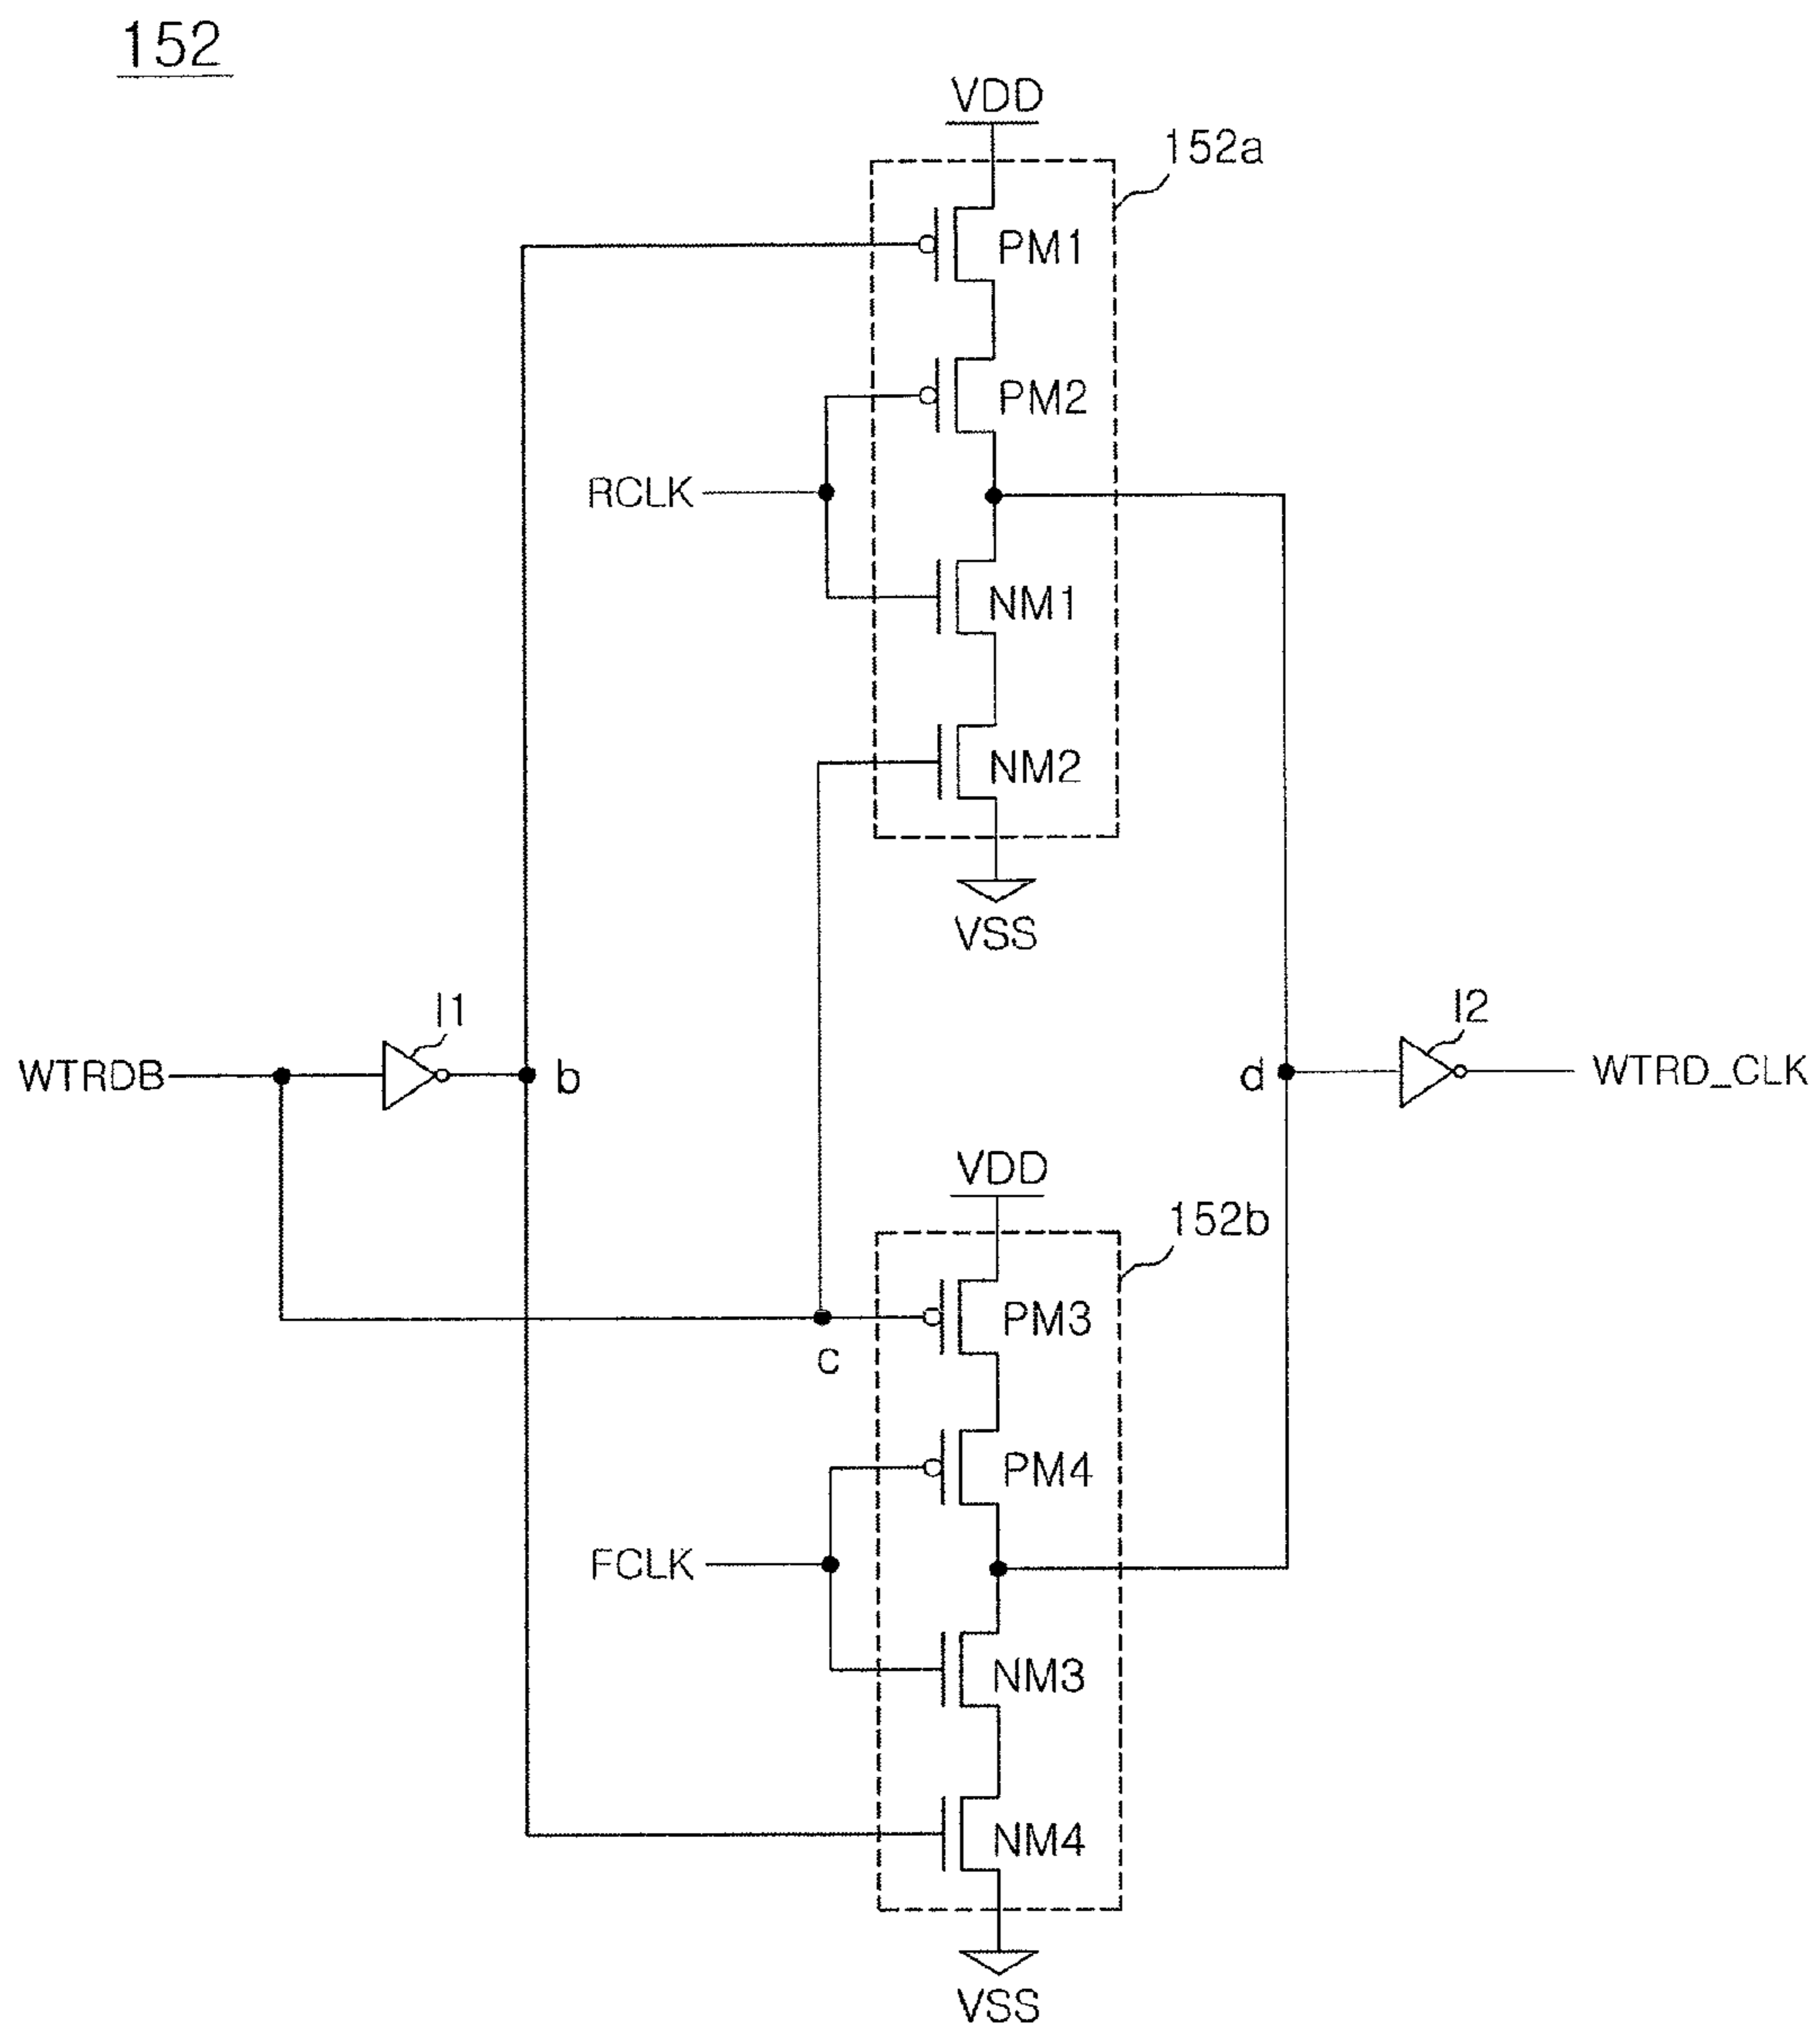 152
VDD
152a
PM1
PM2
RCLK
NM1
NM2
VSS
I1
I2
WTRDB
b
d
WTRD_CLK
VDD
152b
PM3
c
PM4
FCLK
NM3
NM4
VSS